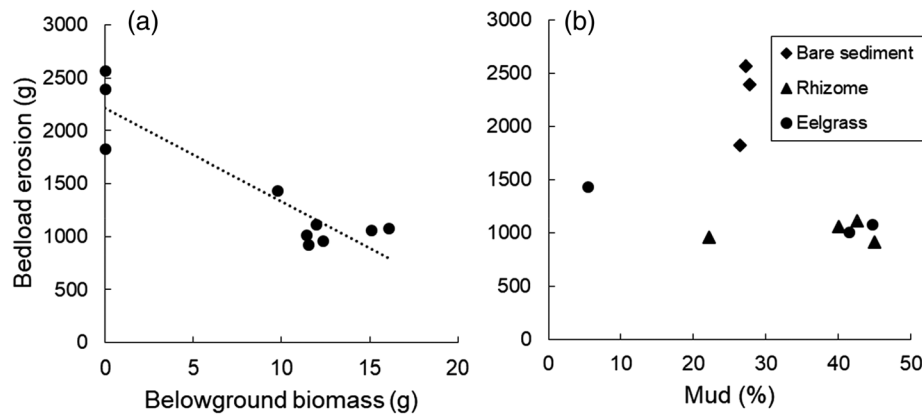 (a)
Bedload erosion (g)
3000
2500
2000
1500
1000
500
0
0 5 10 15 20
Belowground biomass (g)
(b)
3000
2500
2000
1500
1000
500
0
0 10 20 30 40 50
Mud (%)
Bare sediment
Rhizome
Eelgrass